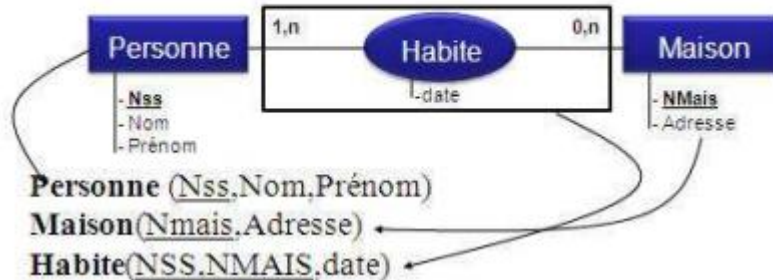 Personne 1,n Habite 0,n Maison
-date
- Nss
- Nom
- Prénom
- NMais
- Adresse
Personne (Nss,Nom,Prénom)
Maison(Nmais,Adresse)
Habite(NSS,NMAIS,date)